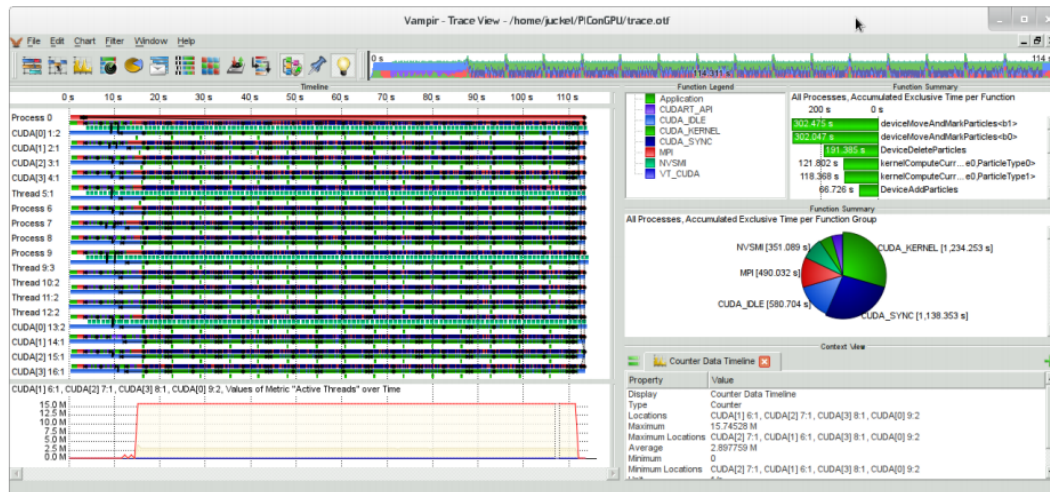 Vampir - Trace View - /home/juckel/PIConGPU/trace.otf
File Edit Chart Filter Window Help
0 s 114 s
114.311 s
Timeline
0 s 10 s 20 s 30 s 40 s 50 s 60 s 70 s 80 s 90 s 100 s 110 s
Process 0
CUDA[0] 1:2
CUDA[1] 2:1
CUDA[2] 3:1
CUDA[3] 4:1
Thread 5:1
Process 6
Process 7
Process 8
Process 9
Thread 9:3
Thread 10:2
Thread 11:2
Thread 12:2
CUDA[0] 13:2
CUDA[1] 14:1
CUDA[2] 15:1
CUDA[3] 16:1
CUDA[1] 6:1, CUDA[2] 7:1, CUDA[3] 8:1, CUDA[0] 9:2, Values of Metric "Active Threads" over Time
15.0 M
12.5 M
10.0 M
7.5 M
5.0 M
2.5 M
0.0 M
Function Legend
Application
CUDART_API
CUDA_IDLE
CUDA_KERNEL
CUDA_SYNC
MPI
NVSMI
VT_CUDA
Function Summary
All Processes, Accumulated Exclusive Time per Function
200 s 0 s
302.475 s deviceMoveAndMarkParticles<b1>
302.047 s deviceMoveAndMarkParticles<b0>
191.385 s DeviceDeleteParticles
121.802 s kernelComputeCurr... e0,ParticleType0>
118.368 s kernelComputeCurr... e0,ParticleType1>
66.726 s DeviceAddParticles
Function Summary
All Processes, Accumulated Exclusive Time per Function Group
NVSMI [351.089 s]
CUDA_KERNEL [1,234.253 s]
MPI [490.032 s]
CUDA_IDLE [580.704 s]
CUDA_SYNC [1,138.353 s]
Context View
Counter Data Timeline
Property Value
Display Counter Data Timeline
Type Counter
Locations CUDA[1] 6:1, CUDA[2] 7:1, CUDA[3] 8:1, CUDA[0] 9:2
Maximum 15.74528 M
Maximum Locations CUDA[2] 7:1, CUDA[1] 6:1, CUDA[3] 8:1, CUDA[0] 9:2
Average 2.897759 M
Minimum 0
Minimum Locations CUDA[2] 7:1, CUDA[1] 6:1, CUDA[3] 8:1, CUDA[0] 9:2